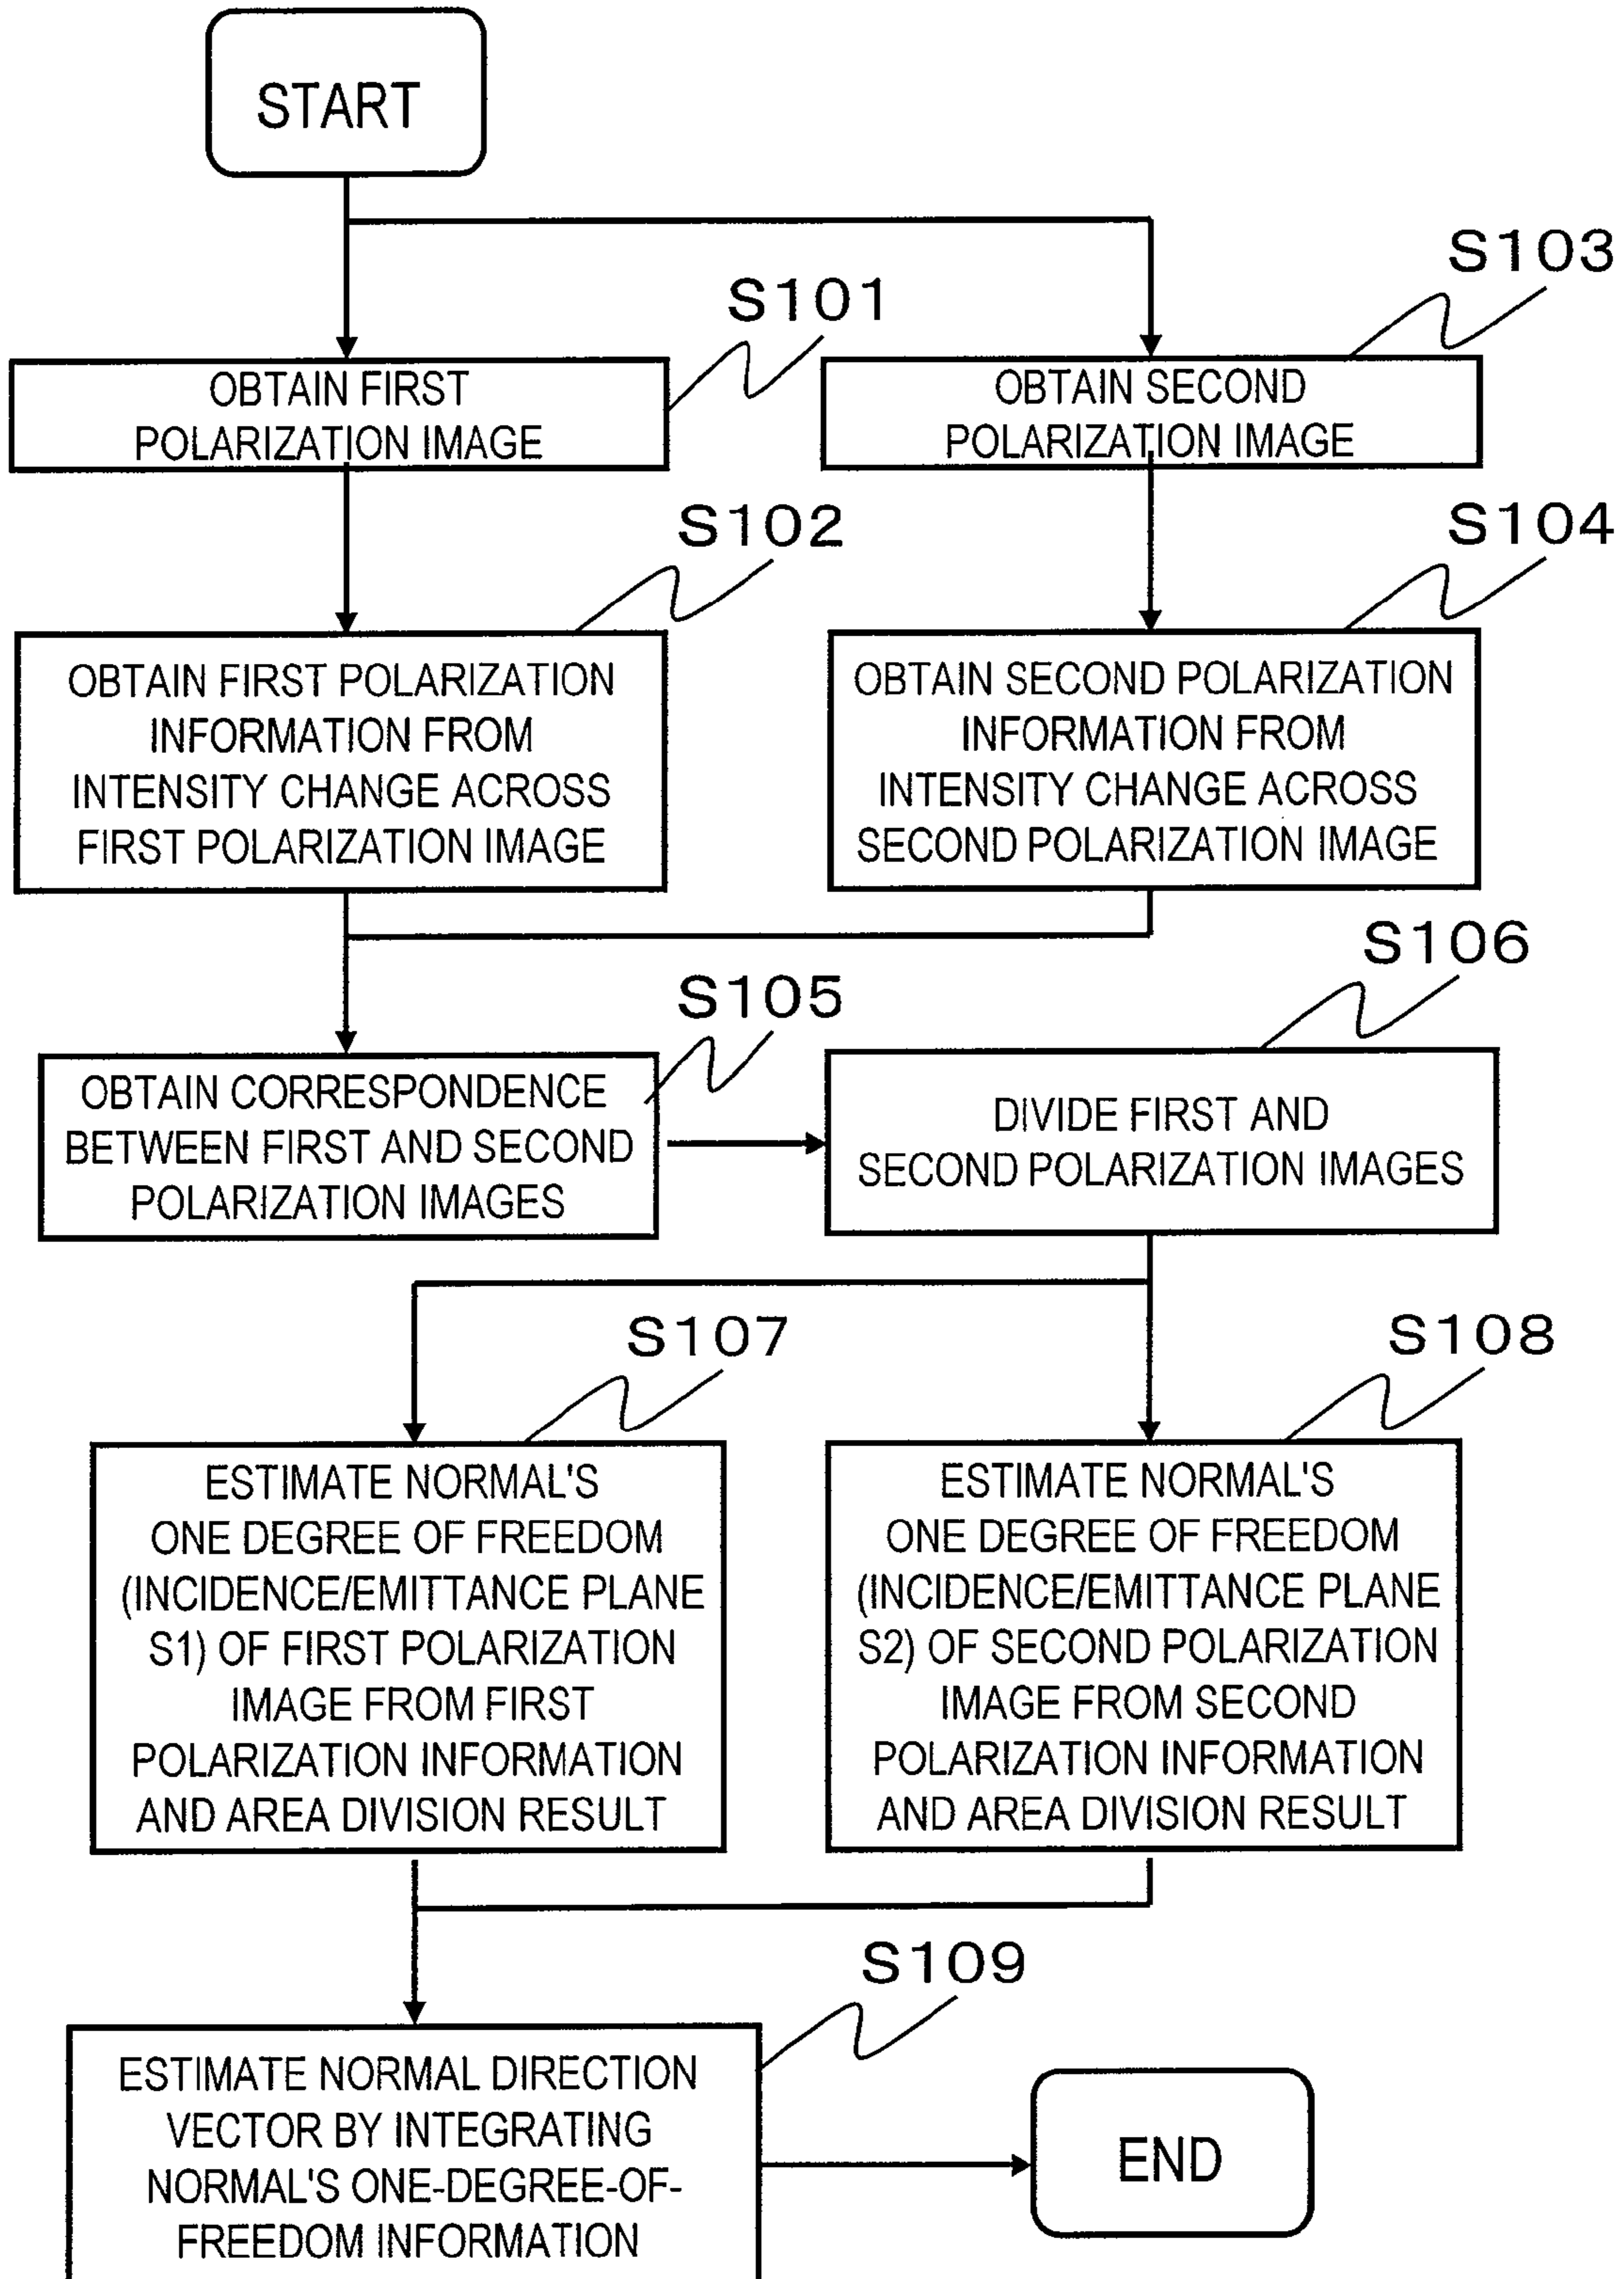 START
S101
OBTAIN FIRST
POLARIZATION IMAGE
S103
OBTAIN SECOND
POLARIZATION IMAGE
S102
OBTAIN FIRST POLARIZATION
INFORMATION FROM
INTENSITY CHANGE ACROSS
FIRST POLARIZATION IMAGE
S104
OBTAIN SECOND POLARIZATION
INFORMATION FROM
INTENSITY CHANGE ACROSS
SECOND POLARIZATION IMAGE
S105
OBTAIN CORRESPONDENCE
BETWEEN FIRST AND SECOND
POLARIZATION IMAGES
S106
DIVIDE FIRST AND
SECOND POLARIZATION IMAGES
S107
ESTIMATE NORMAL'S
ONE DEGREE OF FREEDOM
(INCIDENCE/EMITTANCE PLANE
S1) OF FIRST POLARIZATION
IMAGE FROM FIRST
POLARIZATION INFORMATION
AND AREA DIVISION RESULT
S108
ESTIMATE NORMAL'S
ONE DEGREE OF FREEDOM
(INCIDENCE/EMITTANCE PLANE
S2) OF SECOND POLARIZATION
IMAGE FROM SECOND
POLARIZATION INFORMATION
AND AREA DIVISION RESULT
S109
ESTIMATE NORMAL DIRECTION
VECTOR BY INTEGRATING
NORMAL'S ONE-DEGREE-OF-
FREEDOM INFORMATION
END